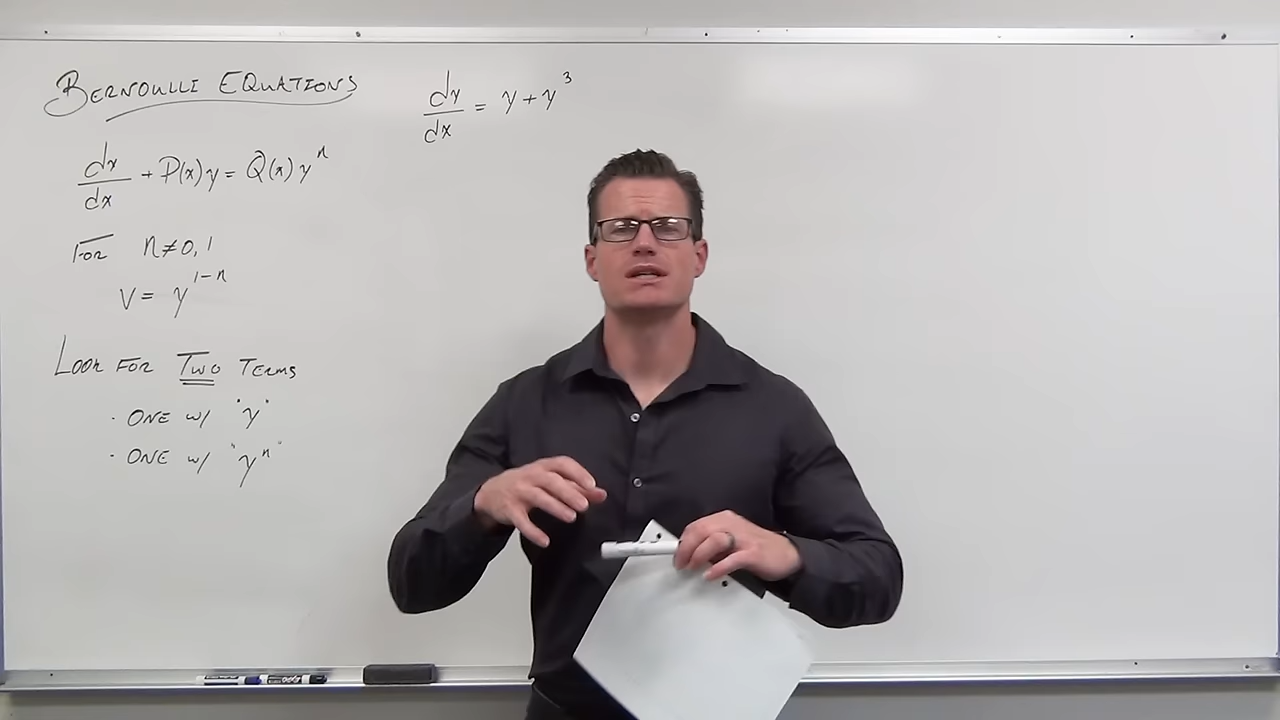 BERNOULLI EQUATIONS
dy/dx + P(x)y = Q(x)y^n
FOR n≠0,1
V = y^1-n
LOOK FOR TWO TERMS
· ONE w/ "y"
· ONE w/ "y^n"
dy/dx = y + y^3